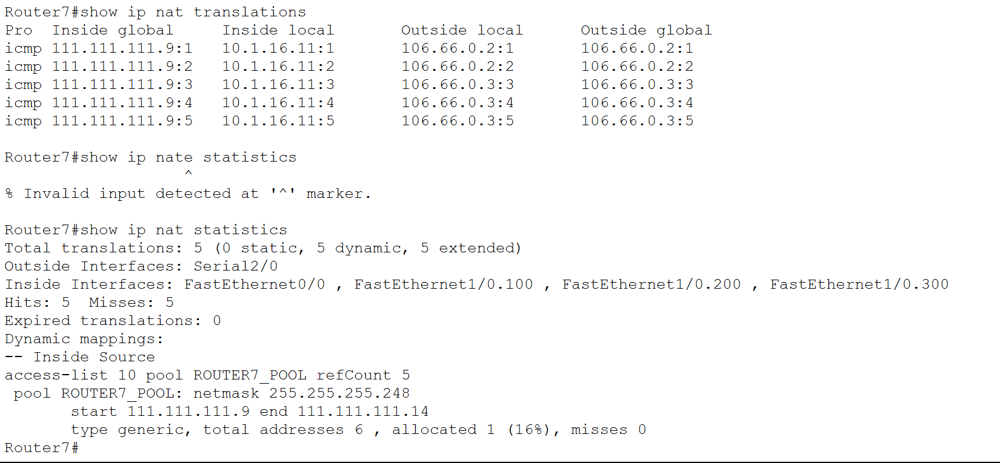 Router7#show ip nat translations
Pro  Inside global     Inside local       Outside local      Outside global
icmp 111.111.111.9:1   10.1.16.11:1       106.66.0.2:1       106.66.0.2:1
icmp 111.111.111.9:2   10.1.16.11:2       106.66.0.2:2       106.66.0.2:2
icmp 111.111.111.9:3   10.1.16.11:3       106.66.0.3:3       106.66.0.3:3
icmp 111.111.111.9:4   10.1.16.11:4       106.66.0.3:4       106.66.0.3:4
icmp 111.111.111.9:5   10.1.16.11:5       106.66.0.3:5       106.66.0.3:5
Router7#show ip nate statistics
                   ^
% Invalid input detected at '^' marker.
Router7#show ip nat statistics
Total translations: 5 (0 static, 5 dynamic, 5 extended)
Outside Interfaces: Serial2/0
Inside Interfaces: FastEthernet0/0 , FastEthernet1/0.100 , FastEthernet1/0.200 , FastEthernet1/0.300
Hits: 5  Misses: 5
Expired translations: 0
Dynamic mappings:
-- Inside Source
access-list 10 pool ROUTER7_POOL refCount 5
 pool ROUTER7_POOL: netmask 255.255.255.248
       start 111.111.111.9 end 111.111.111.14
       type generic, total addresses 6 , allocated 1 (16%), misses 0
Router7#